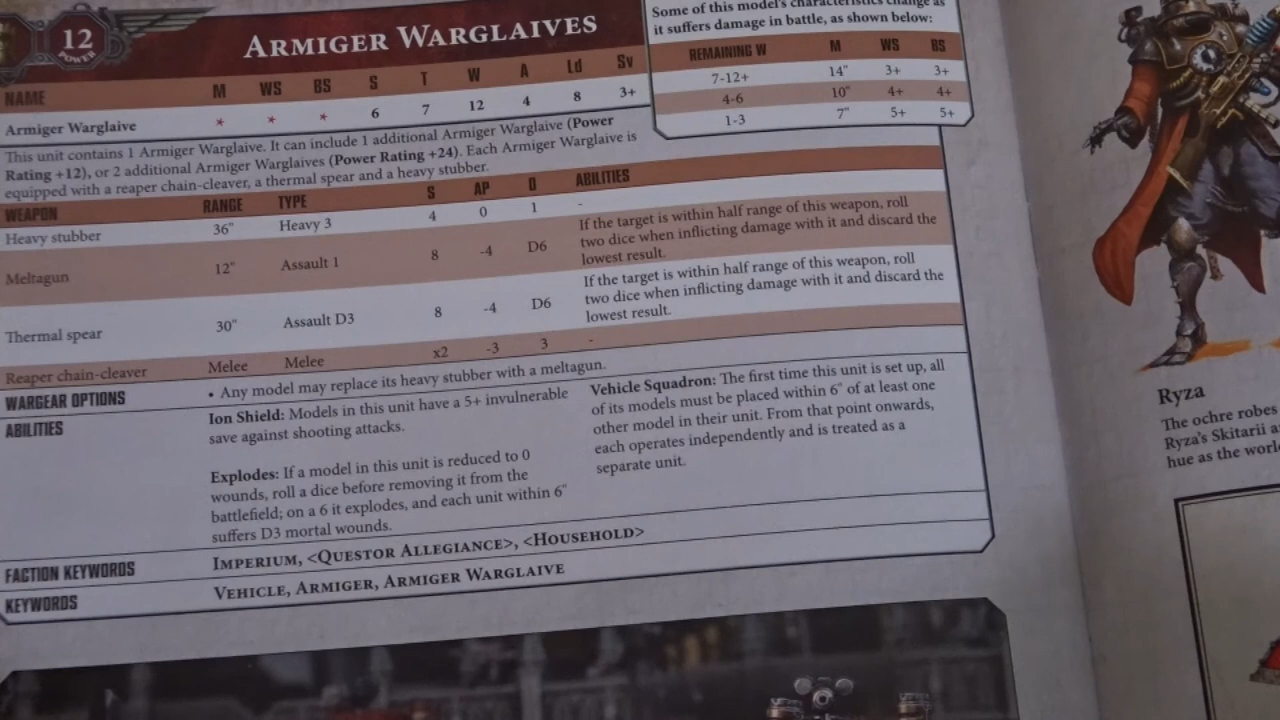 12
POWER
ARMIGER WARGLAIVES
NAME M WS BS S T W A Ld Sv
Armiger Warglaive * * * 6 7 12 4 8 3+
This unit contains 1 Armiger Warglaive. It can include 1 additional Armiger Warglaive (Power
Rating +12), or 2 additional Armiger Warglaives (Power Rating +24). Each Armiger Warglaive is
equipped with a reaper chain-cleaver, a thermal spear and a heavy stubber.
Some of this model's characteristics change as
it suffers damage in battle, as shown below:
REMAINING W M WS BS
7-12+ 14" 3+ 3+
4-6 10" 4+ 4+
1-3 7" 5+ 5+
WEAPON RANGE TYPE S AP D ABILITIES
Heavy stubber 36" Heavy 3 4 0 1 -
Meltagun 12" Assault 1 8 -4 D6 If the target is within half range of this weapon, roll
two dice when inflicting damage with it and discard the
lowest result.
Thermal spear 30" Assault D3 8 -4 D6 If the target is within half range of this weapon, roll
two dice when inflicting damage with it and discard the
lowest result.
Reaper chain-cleaver Melee Melee x2 -3 3 -
WARGEAR OPTIONS • Any model may replace its heavy stubber with a meltagun.
ABILITIES
Ion Shield: Models in this unit have a 5+ invulnerable
save against shooting attacks.
Explodes: If a model in this unit is reduced to 0
wounds, roll a dice before removing it from the
battlefield; on a 6 it explodes, and each unit within 6"
suffers D3 mortal wounds.
Vehicle Squadron: The first time this unit is set up, all
of its models must be placed within 6" of at least one
other model in their unit. From that point onwards,
each operates independently and is treated as a
separate unit.
FACTION KEYWORDS IMPERIUM, <QUESTOR ALLEGIANCE>, <HOUSEHOLD>
KEYWORDS VEHICLE, ARMIGER, ARMIGER WARGLAIVE
Ryza
The ochre robes
Ryza's Skitarii
hue as the